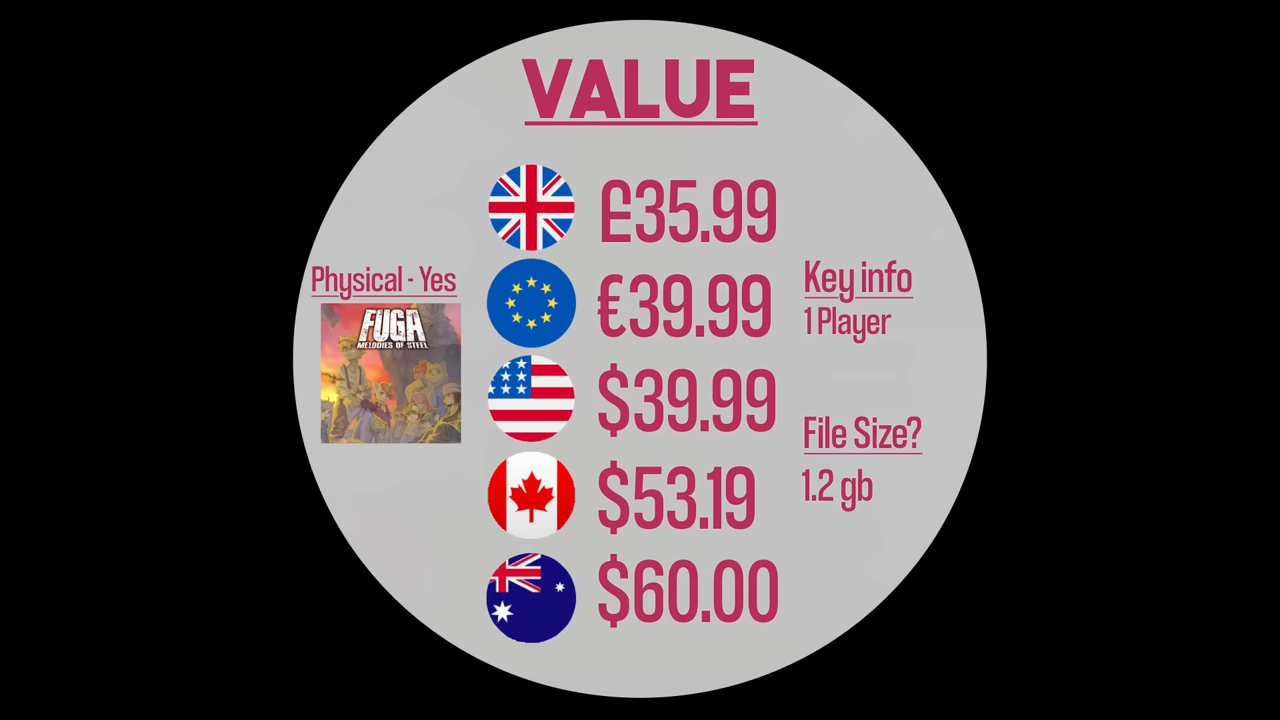 VALUE
£35.99
€39.99
$39.99
$53.19
$60.00
Physical - Yes
FUGA
MELODIES OF STEEL
Key info
1 Player
File Size?
1.2 gb